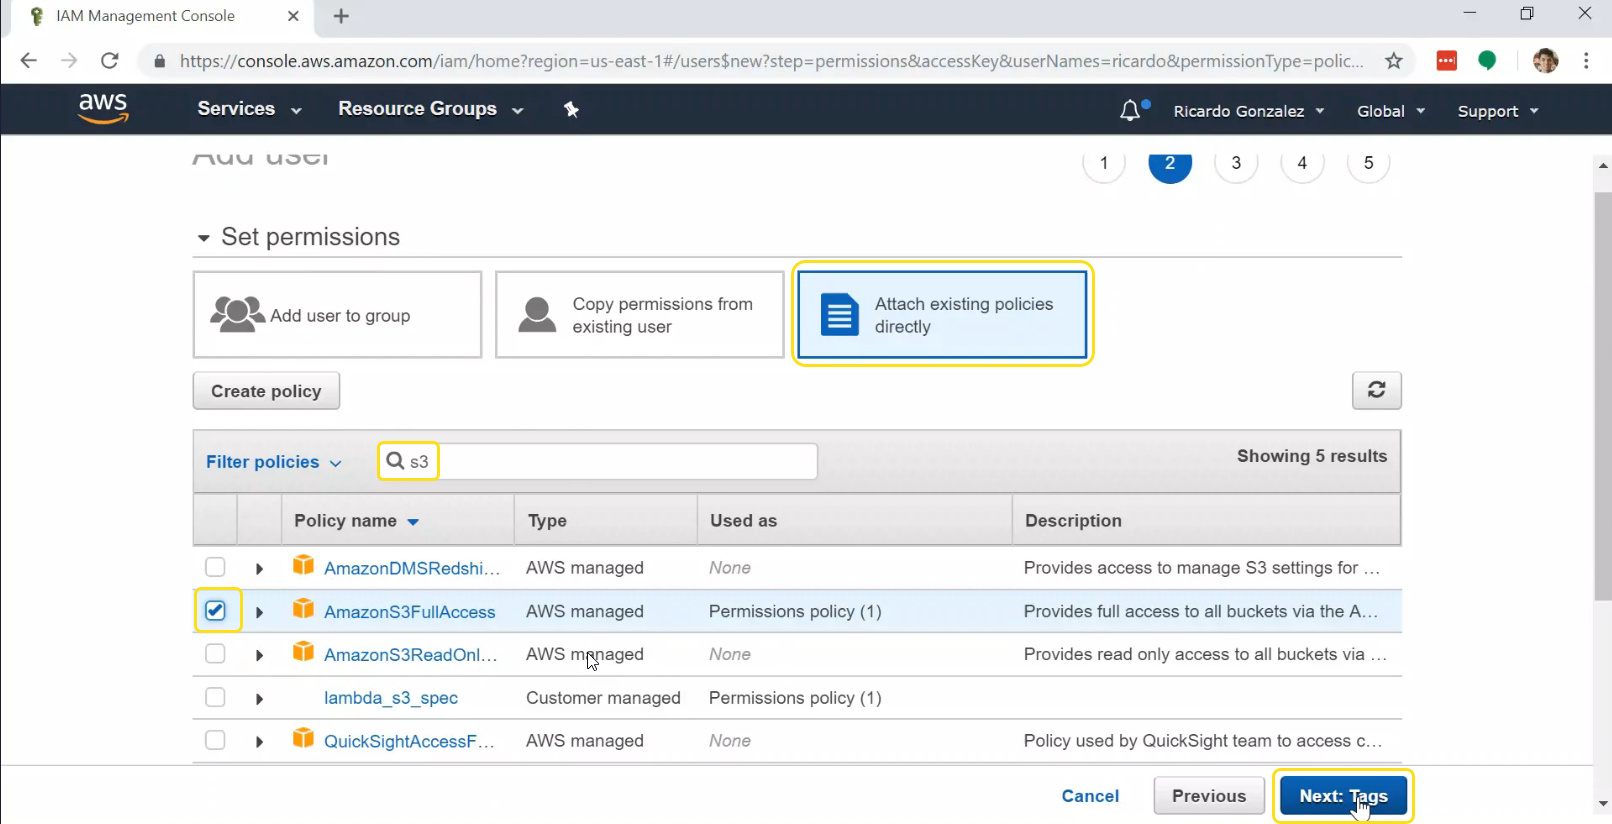 IAM Management Console
https://console.aws.amazon.com/iam/home?region=us-east-1#/users$new?step=permissions&accessKey&userNames=ricardo&permissionType=polic...
aws Services Resource Groups Ricardo Gonzalez Global Support
Add user 1 2 3 4 5
Set permissions
Add user to group
Copy permissions from
existing user
Attach existing policies
directly
Create policy
Filter policies s3 Showing 5 results
Policy name Type Used as Description
AmazonDMSRedshi... AWS managed None Provides access to manage S3 settings for ...
AmazonS3FullAccess AWS managed Permissions policy (1) Provides full access to all buckets via the A...
AmazonS3ReadOnl... AWS managed None Provides read only access to all buckets via ...
lambda_s3_spec Customer managed Permissions policy (1)
QuickSightAccessF... AWS managed None Policy used by QuickSight team to access c...
Cancel Previous Next: Tags